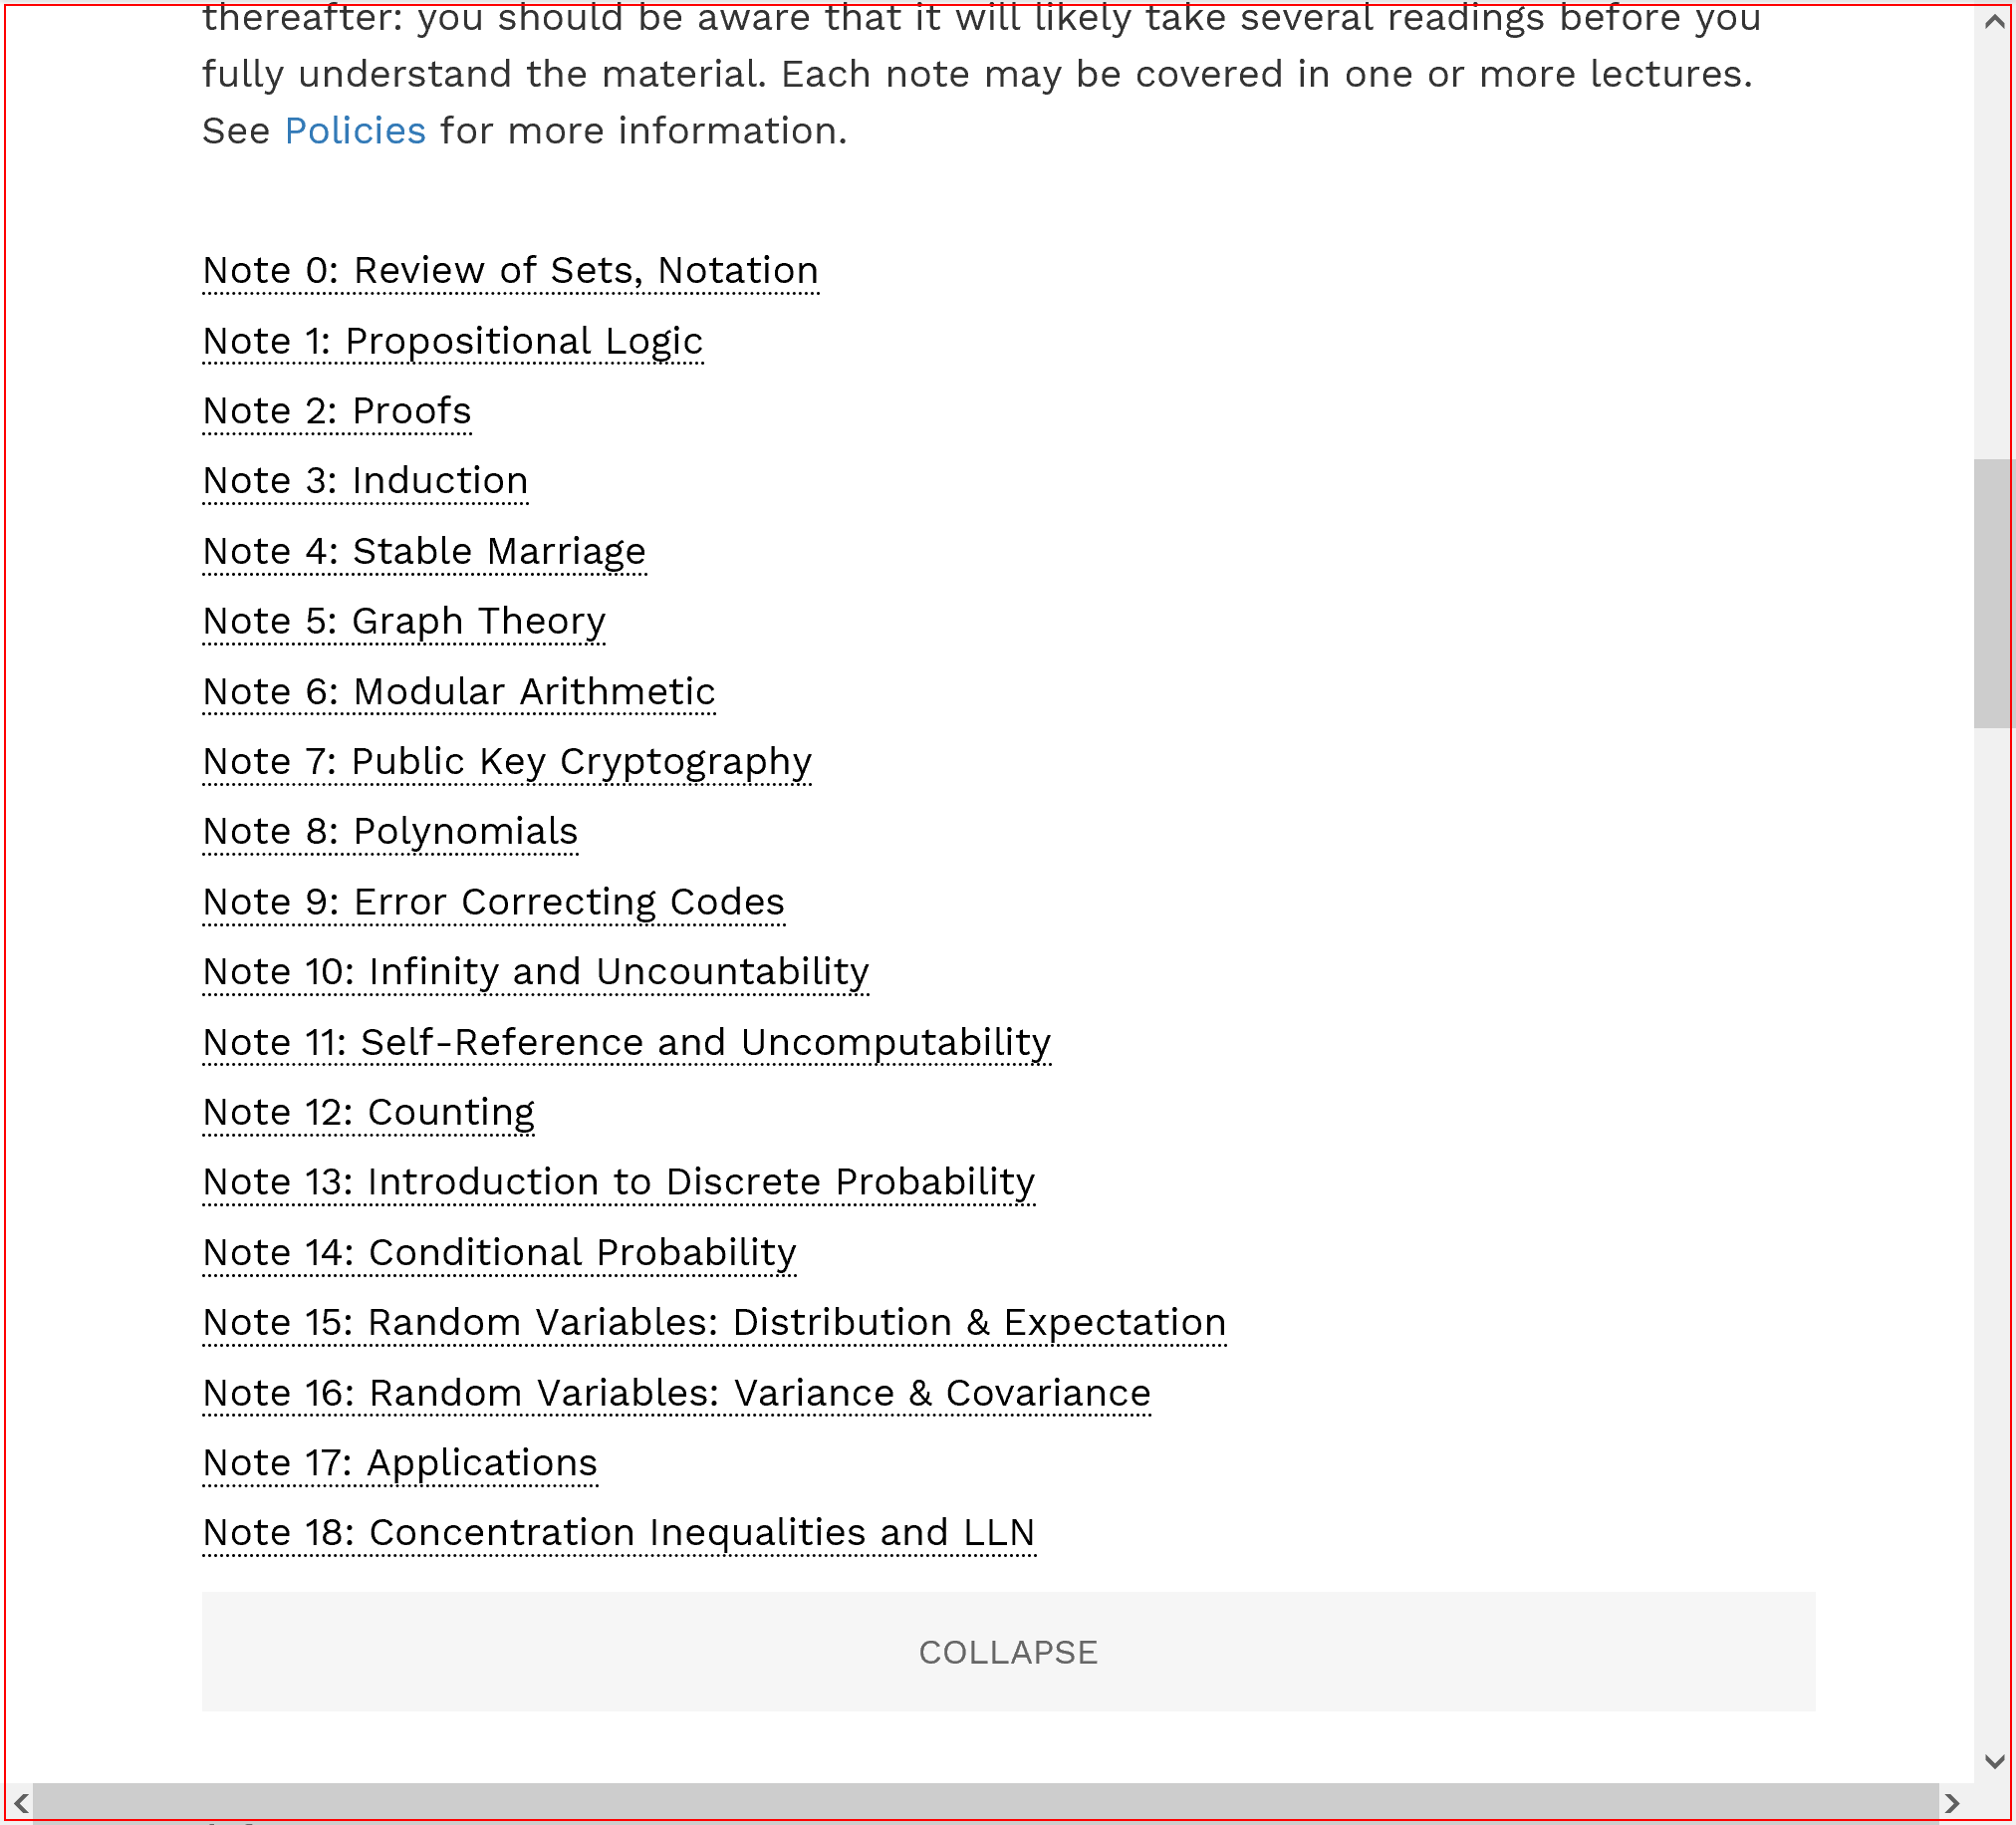 thereafter: you should be aware that it will likely take several readings before you
fully understand the material. Each note may be covered in one or more lectures.
See Policies for more information.
Note 0: Review of Sets, Notation
Note 1: Propositional Logic
Note 2: Proofs
Note 3: Induction
Note 4: Stable Marriage
Note 5: Graph Theory
Note 6: Modular Arithmetic
Note 7: Public Key Cryptography
Note 8: Polynomials
Note 9: Error Correcting Codes
Note 10: Infinity and Uncountability
Note 11: Self-Reference and Uncomputability
Note 12: Counting
Note 13: Introduction to Discrete Probability
Note 14: Conditional Probability
Note 15: Random Variables: Distribution & Expectation
Note 16: Random Variables: Variance & Covariance
Note 17: Applications
Note 18: Concentration Inequalities and LLN
COLLAPSE